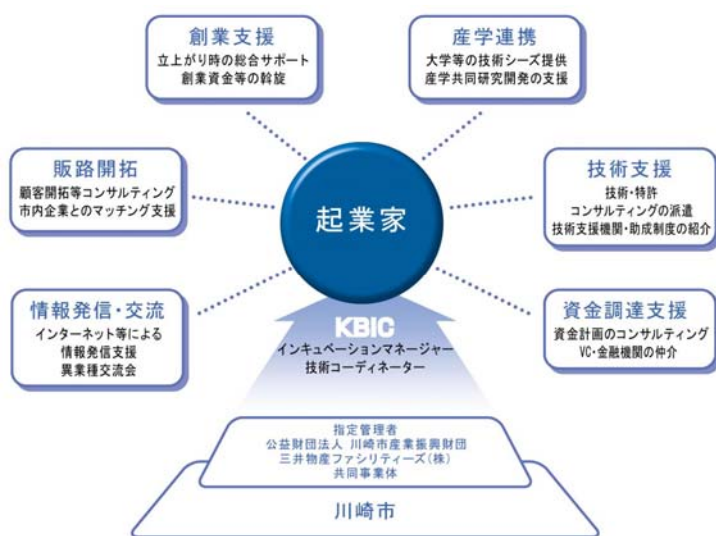 創業支援
立上がり時の総合サポート
創業資金等の斡旋
産学連携
大学等の技術シーズ提供
産学共同研究開発の支援
販路開拓
顧客開拓等コンサルティング
市内企業とのマッチング支援
起業家
技術支援
技術・特許
コンサルティングの派遣
技術支援機関・助成制度の紹介
情報発信・交流
インターネット等による
情報発信支援
異業種交流会
資金調達支援
資金計画のコンサルティング
VC・金融機関の仲介
KBIC
インキュベーションマネージャー
技術コーディネーター
指定管理者
公益財団法人 川崎市産業振興財団
三井物産ファシリティーズ(株)
共同事業体
川崎市